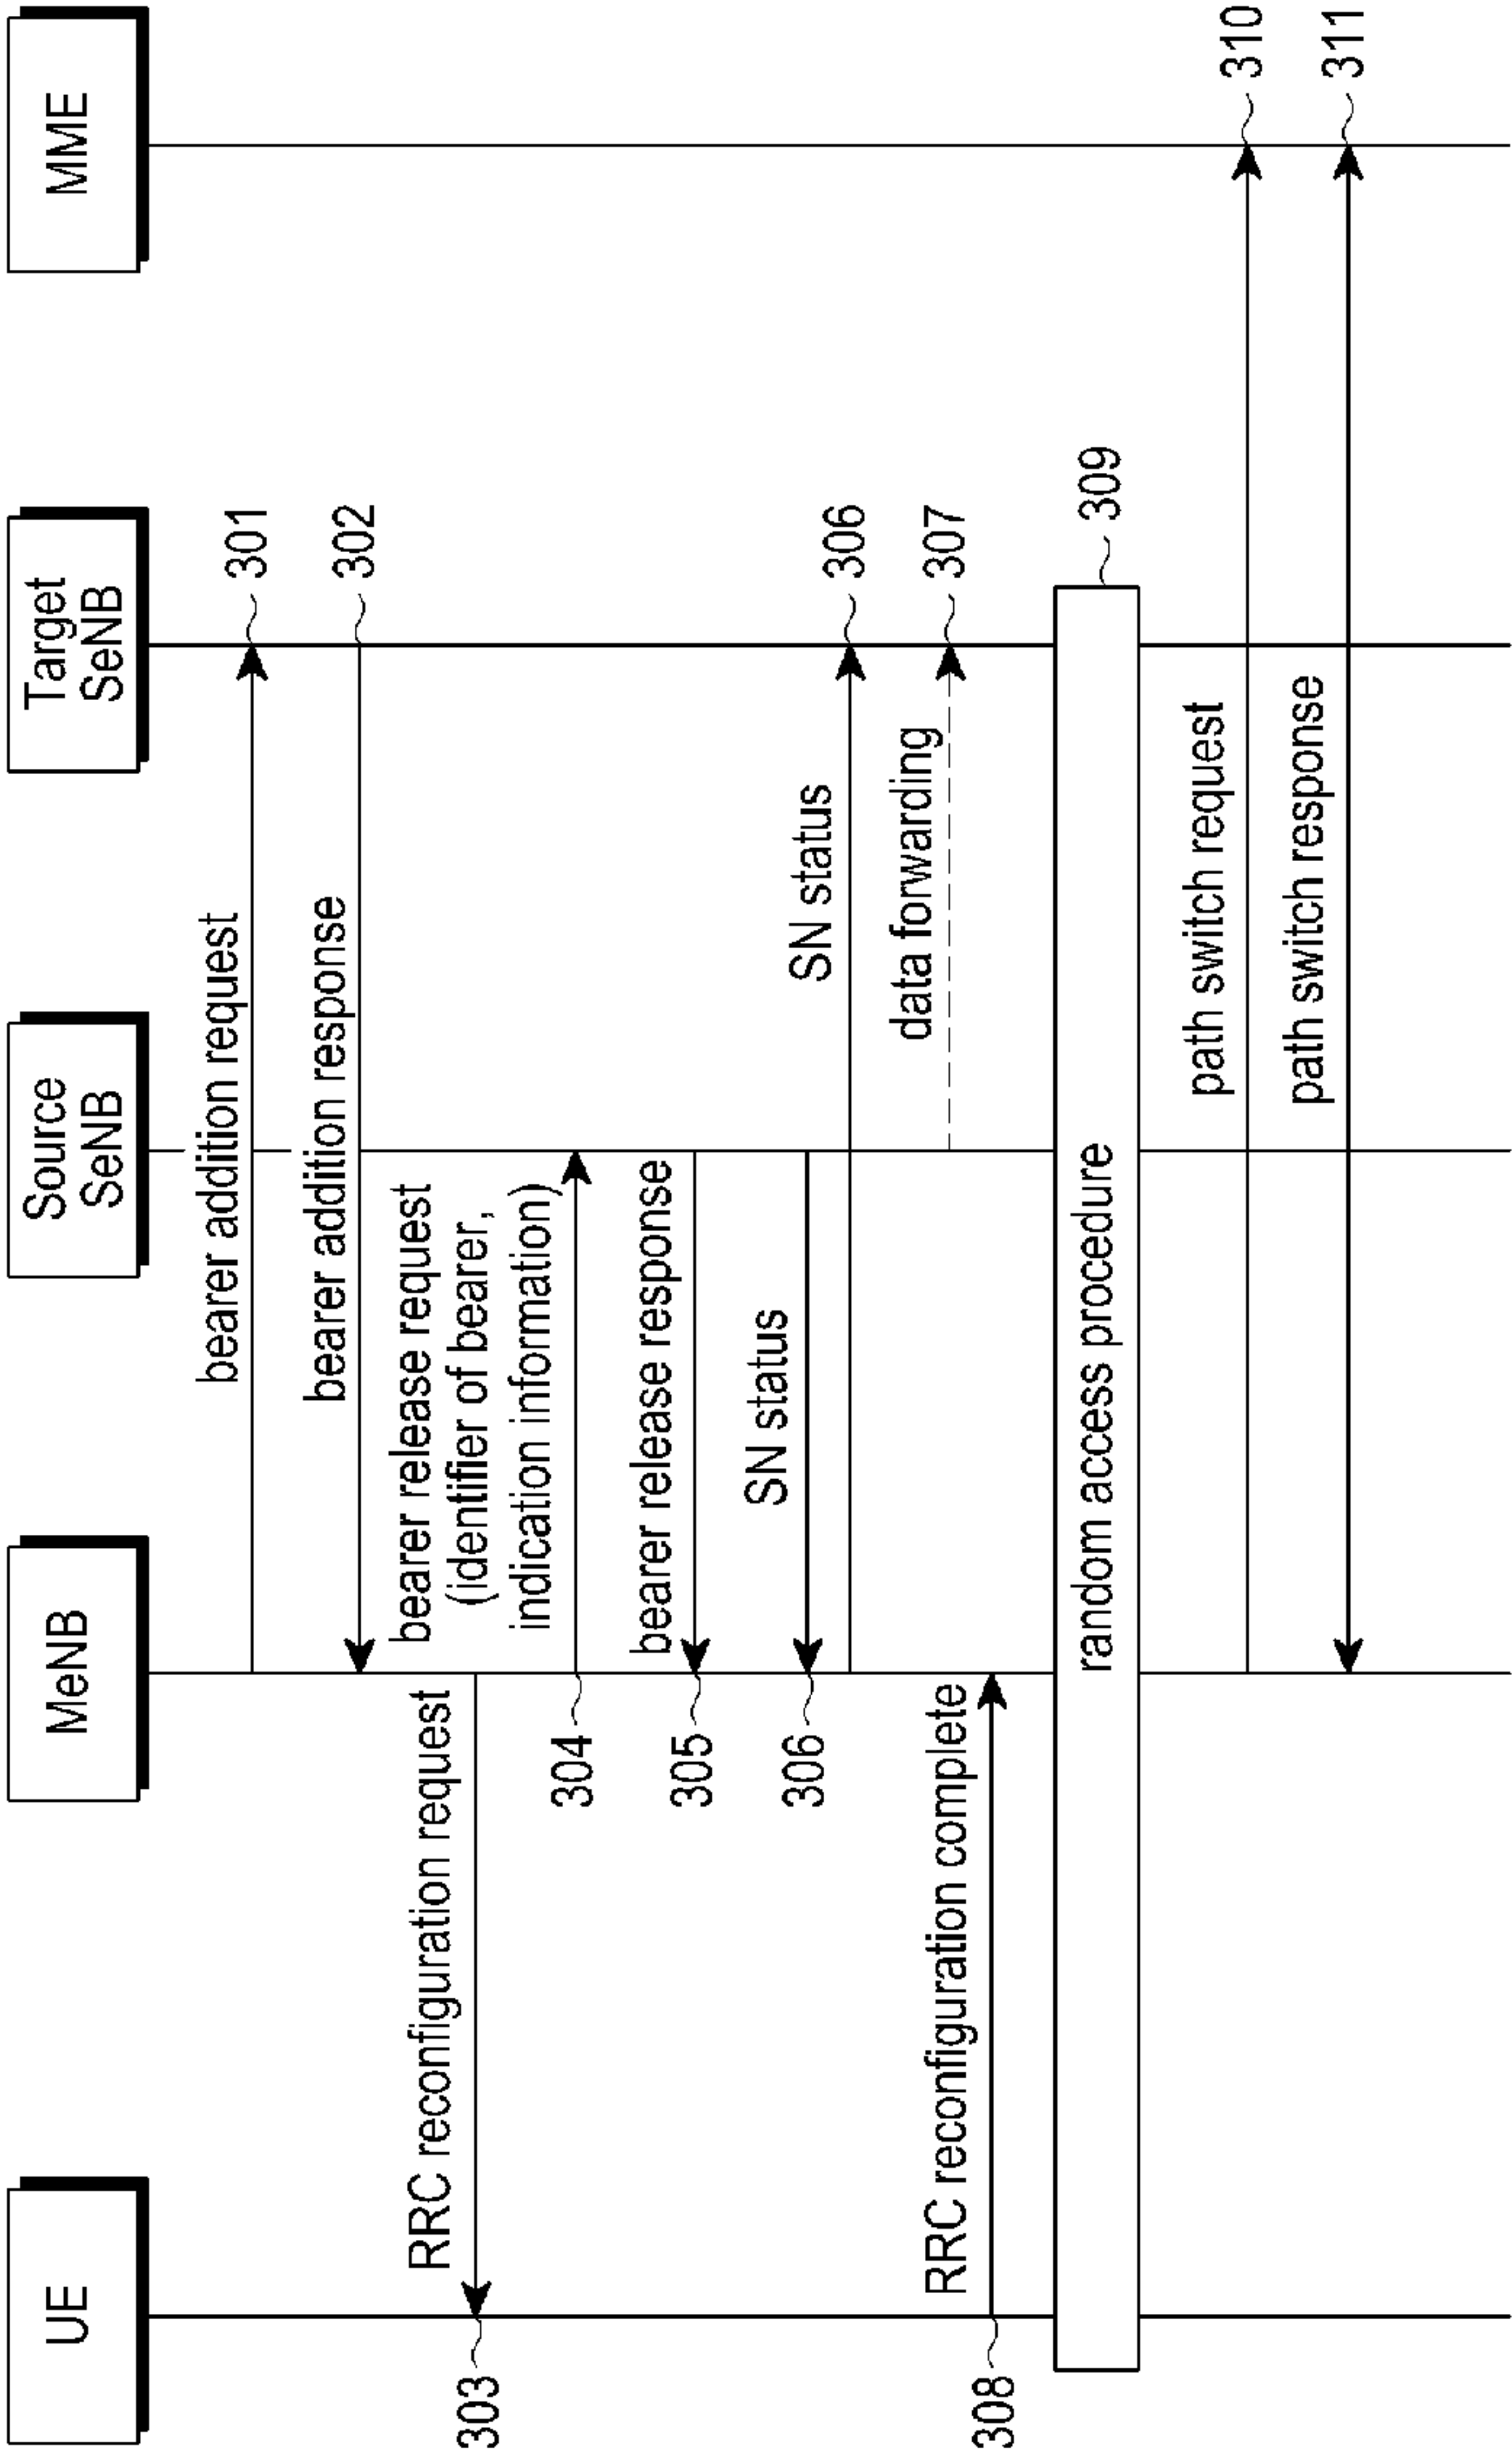 UE
MeNB
Source
SeNB
Target
SeNB
MME
bearer addition request
301
bearer addition response
302
RRC reconfiguration request
303
bearer release request
(identifier of bearer,
indication information)
304
bearer release response
305
SN status
306
SN status
306
data forwarding
307
RRC reconfiguration complete
308
random access procedure
309
path switch request
310
path switch response
311